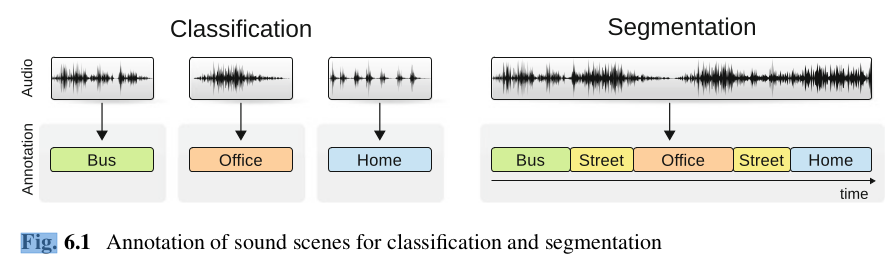 Classification
Segmentation
Audio
Annotation
Bus
Office
Home
Bus Street Office Street Home
time
Fig. 6.1 Annotation of sound scenes for classification and segmentation